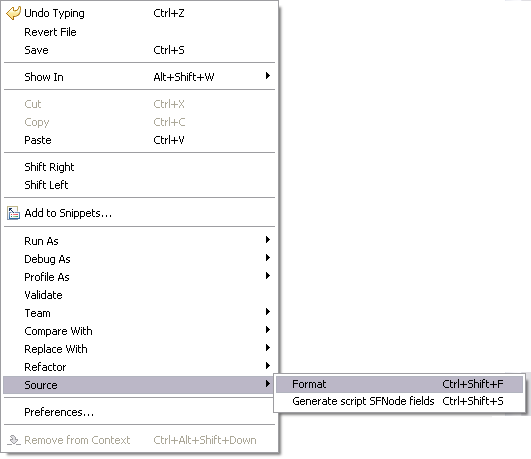 Undo Typing Ctrl+Z
Revert File
Save Ctrl+S
Show In Alt+Shift+W
Cut Ctrl+X
Copy Ctrl+C
Paste Ctrl+V
Shift Right
Shift Left
Add to Snippets...
Run As
Debug As
Profile As
Validate
Team
Compare With
Replace With
Refactor
Source
Format Ctrl+Shift+F
Generate script SFNode fields Ctrl+Shift+S
Preferences...
Remove from Context Ctrl+Alt+Shift+Down